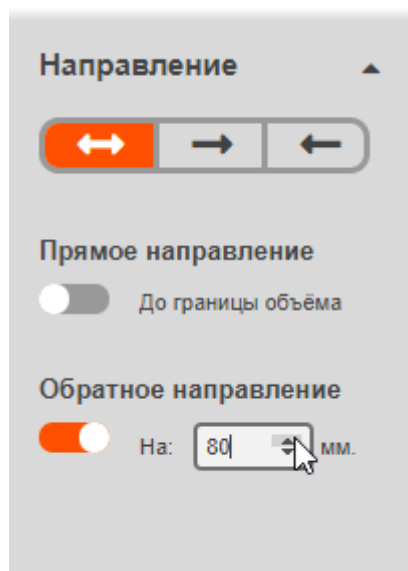 Направление
Прямое направление
До границы объёма
Обратное направление
На: 80 мм.